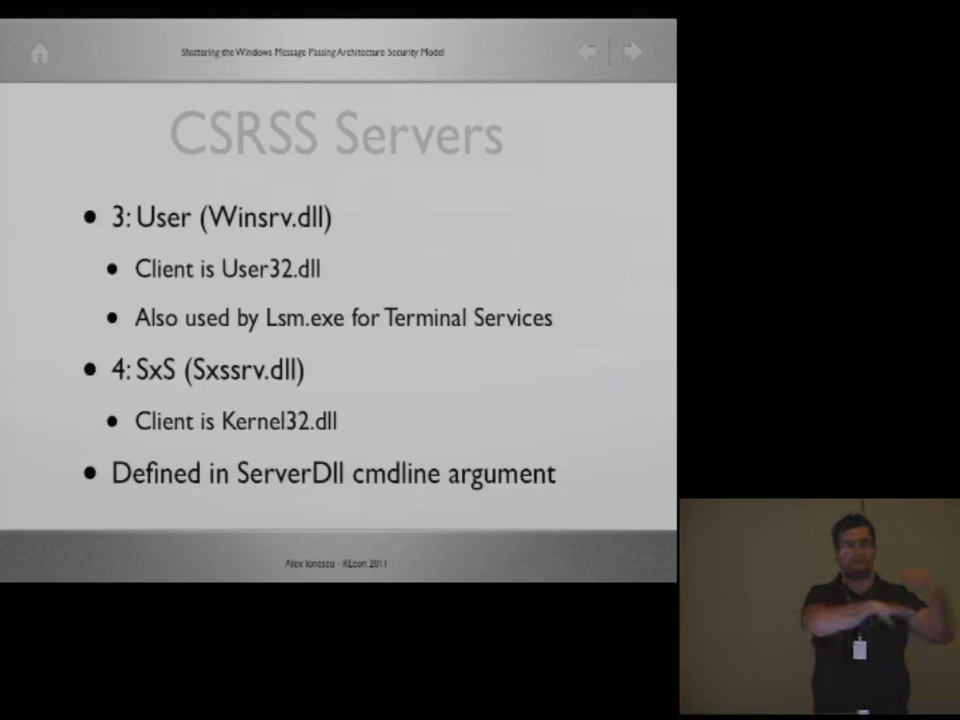 Shattering the Windows Message Passing Architecture Security Model
CSRSS Servers
• 3: User (Winsrv.dll)
• Client is User32.dll
• Also used by Lsm.exe for Terminal Services
• 4: SxS (Sxssrv.dll)
• Client is Kernel32.dll
• Defined in ServerDll cmdline argument
Alex Ionescu - REcon 2011